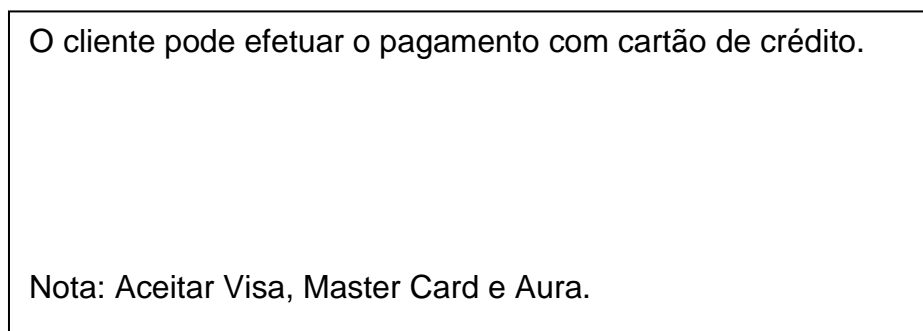 O cliente pode efetuar o pagamento com cartão de crédito.
Nota: Aceitar Visa, Master Card e Aura.